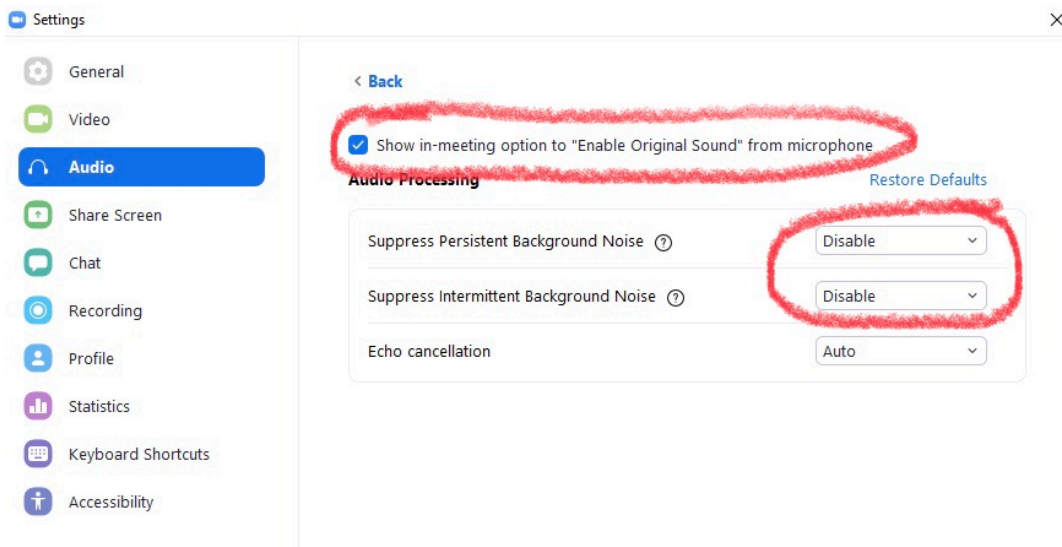 Settings
General
Video
Audio
Share Screen
Chat
Recording
Profile
Statistics
Keyboard Shortcuts
Accessibility
< Back
Show in-meeting option to "Enable Original Sound" from microphone
Audio Processing Restore Defaults
Suppress Persistent Background Noise ? Disable
Suppress Intermittent Background Noise ? Disable
Echo cancellation Auto